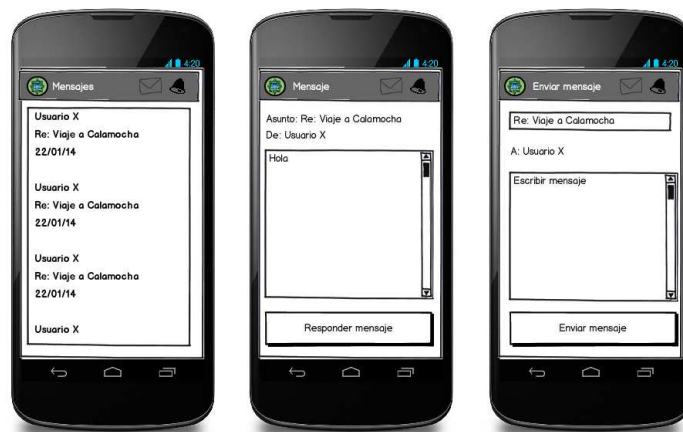 4:20
Mensajes
Usuario X
Re: Viaje a Calamocha
22/01/14
Usuario X
Re: Viaje a Calamocha
22/01/14
Usuario X
Re: Viaje a Calamocha
22/01/14
Usuario X
4:20
Mensaje
Asunto: Re: Viaje a Calamocha
De: Usuario X
Hola
Responder mensaje
4:20
Enviar mensaje
Re: Viaje a Calamocha
A: Usuario X
Escribir mensaje
Enviar mensaje